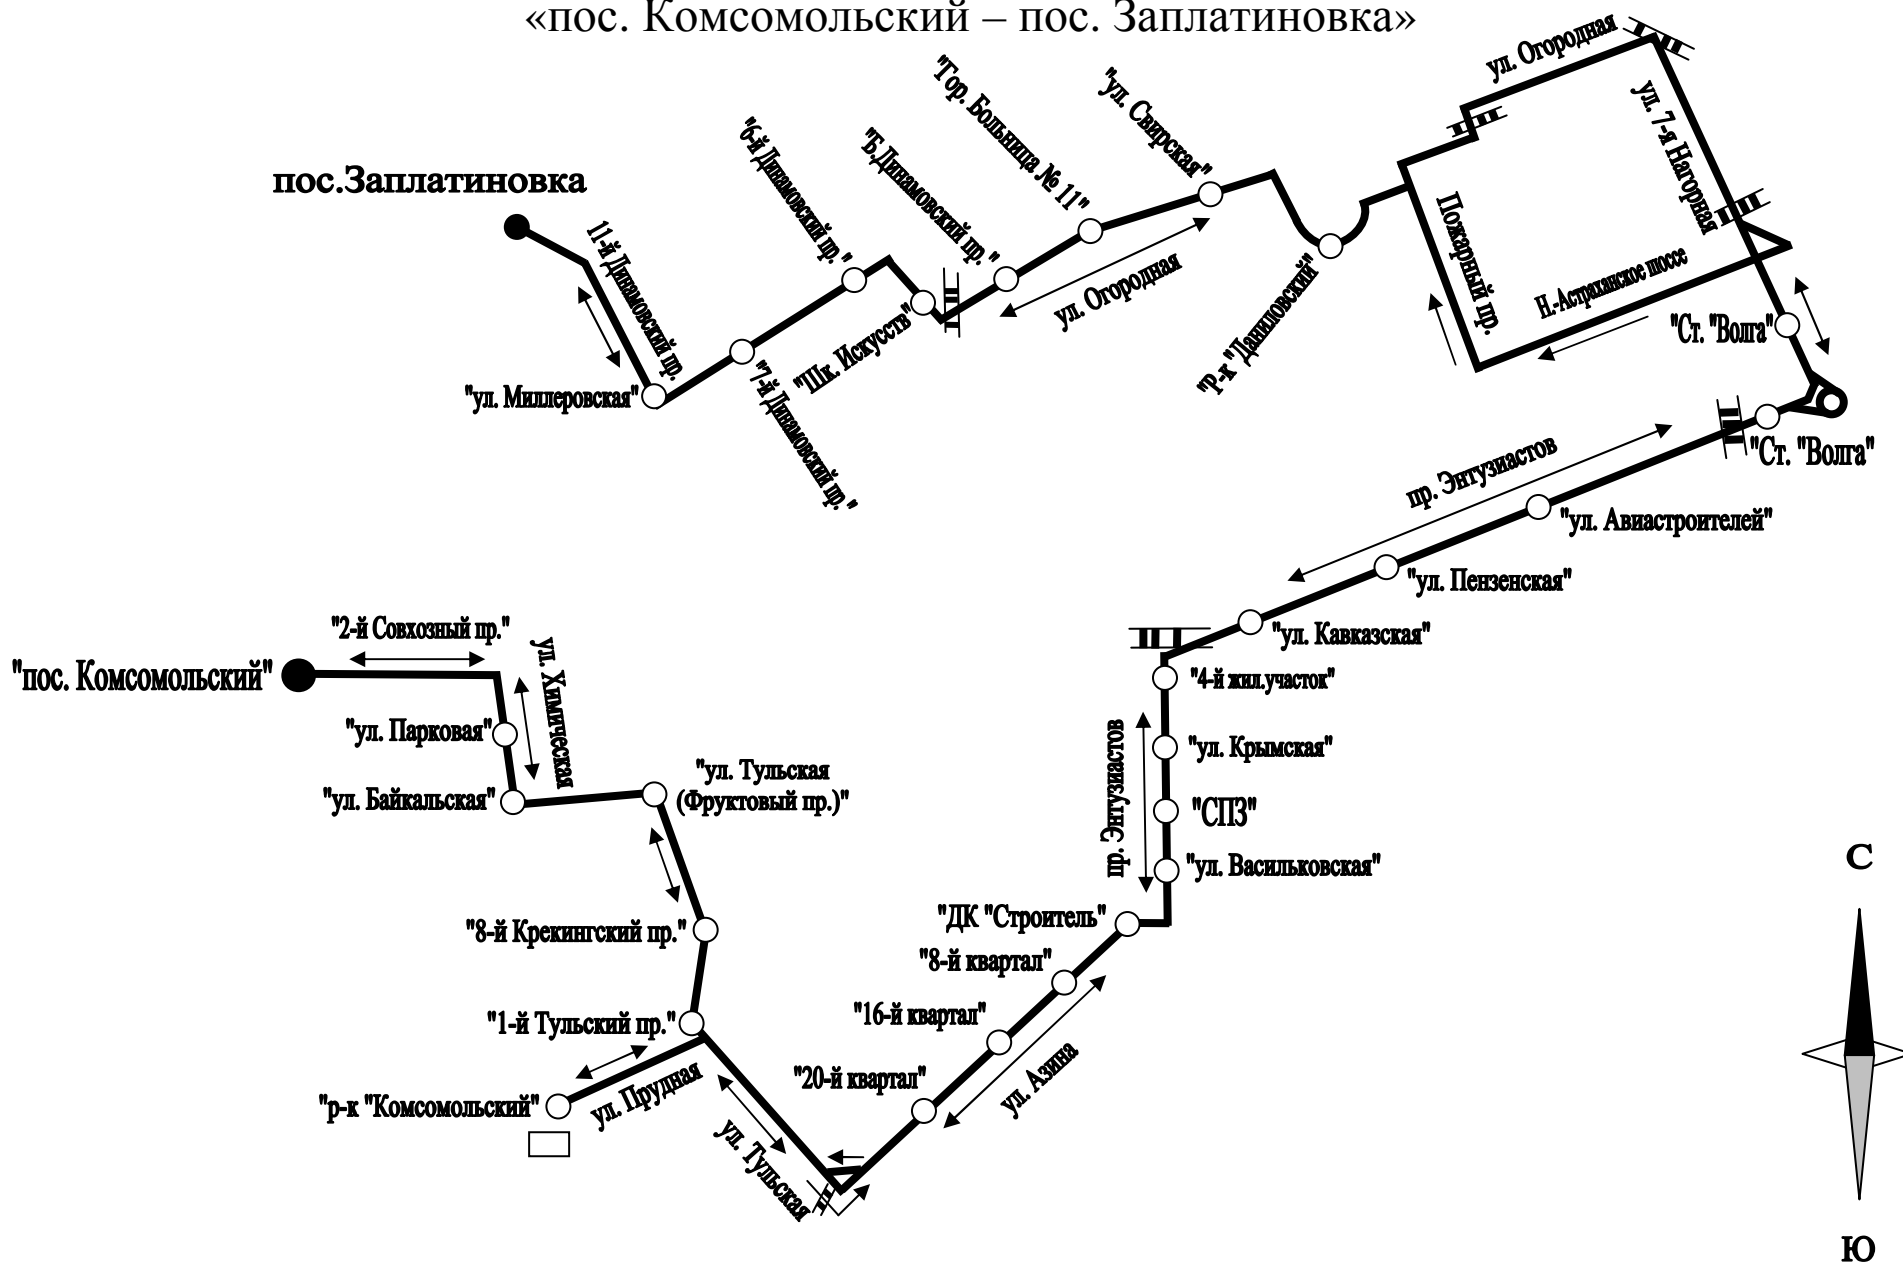 «пос. Комсомольский – пос. Заплатиновка»
ул. Огородная
"Гор. Больница № 11"
"ул. Свирская"
ул. 7-я Нагорная
"6-й Динамовский пр."
"Б.Динамовский пр."
пос.Заплатиновка
11-й Динамовский пр.
Пожарный пр.
Н.-Астраханское шоссе
ул. Огородная
"р-к "Даниловский"
"Шк. Искусств"
"Ст. "Волга"
"ул. Миллеровская"
"7-й Динамовский пр."
"Ст. "Волга"
пр. Энтузиастов
"ул. Авиастроителей"
"ул. Пензенская"
"ул. Кавказская"
"2-й Совхозный пр."
ул. Химическая
"пос. Комсомольский"
"4-й жил.участок"
"ул. Парковая"
"ул. Крымская"
пр. Энтузиастов
"ул. Тульская
(Фруктовый пр.)"
"ул. Байкальская"
"СПЗ"
"ул. Васильковская"
С
"ДК "Строитель"
"8-й Крекингский пр."
"8-й квартал"
"16-й квартал"
"1-й Тульский пр."
"20-й квартал"
ул. Азина
ул. Прудная
"р-к "Комсомольский"
ул. Тульская
Ю